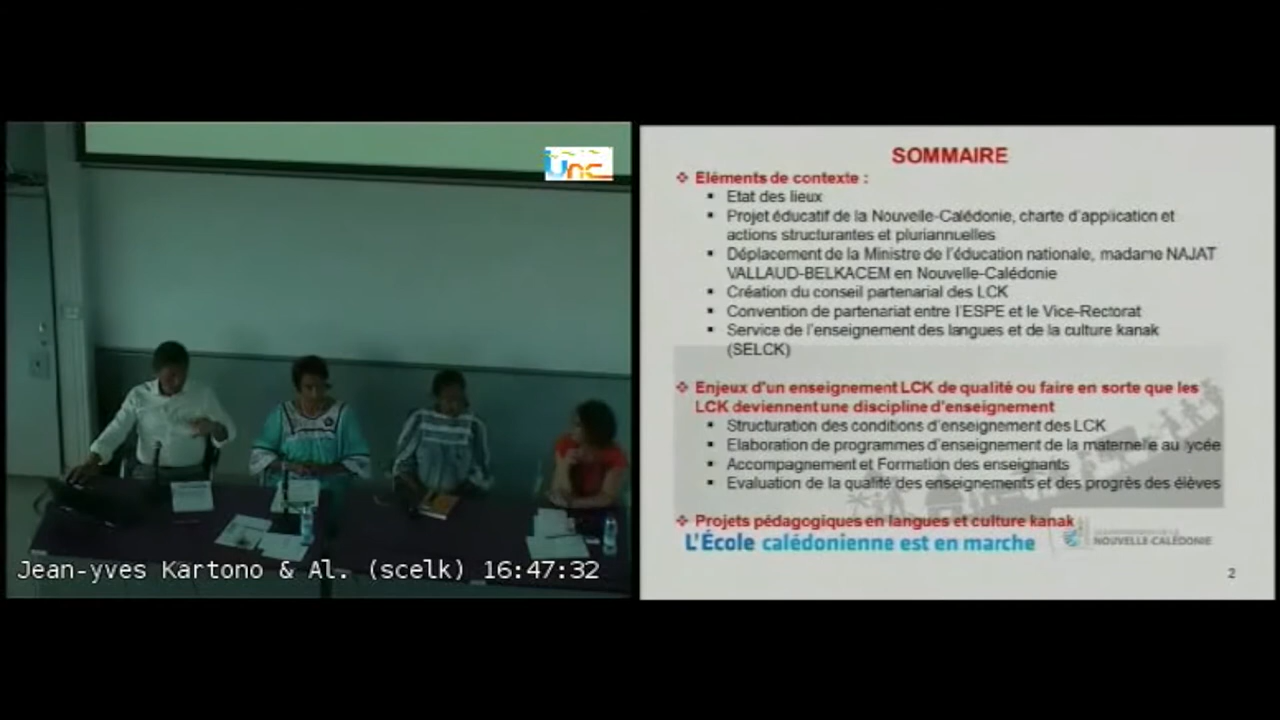 Unc
Jean-yves Kartono & Al. (scelk) 16:47:32
SOMMAIRE
❖ Eléments de contexte :
▪ Etat des lieux
▪ Projet éducatif de la Nouvelle-Calédonie, charte d'application et
actions structurantes et pluriannuelles
▪ Déplacement de la Ministre de l'éducation nationale, madame NAJAT
VALLAUD-BELKACEM en Nouvelle-Calédonie
▪ Création du conseil partenarial des LCK
▪ Convention de partenariat entre l'ESPE et le Vice-Rectorat
▪ Service de l'enseignement des langues et de la culture kanak
(SELCK)
❖ Enjeux d'un enseignement LCK de qualité ou faire en sorte que les
LCK deviennent une discipline d'enseignement
▪ Structuration des conditions d'enseignement des LCK
▪ Elaboration de programmes d'enseignement de la maternelle au lycée
▪ Accompagnement et Formation des enseignants
▪ Evaluation de la qualité des enseignements et des progrès des élèves
❖ Projets pédagogiques en langues et culture kanak
L'École calédonienne est en marche
NOUVELLE-CALÉDONIE
2